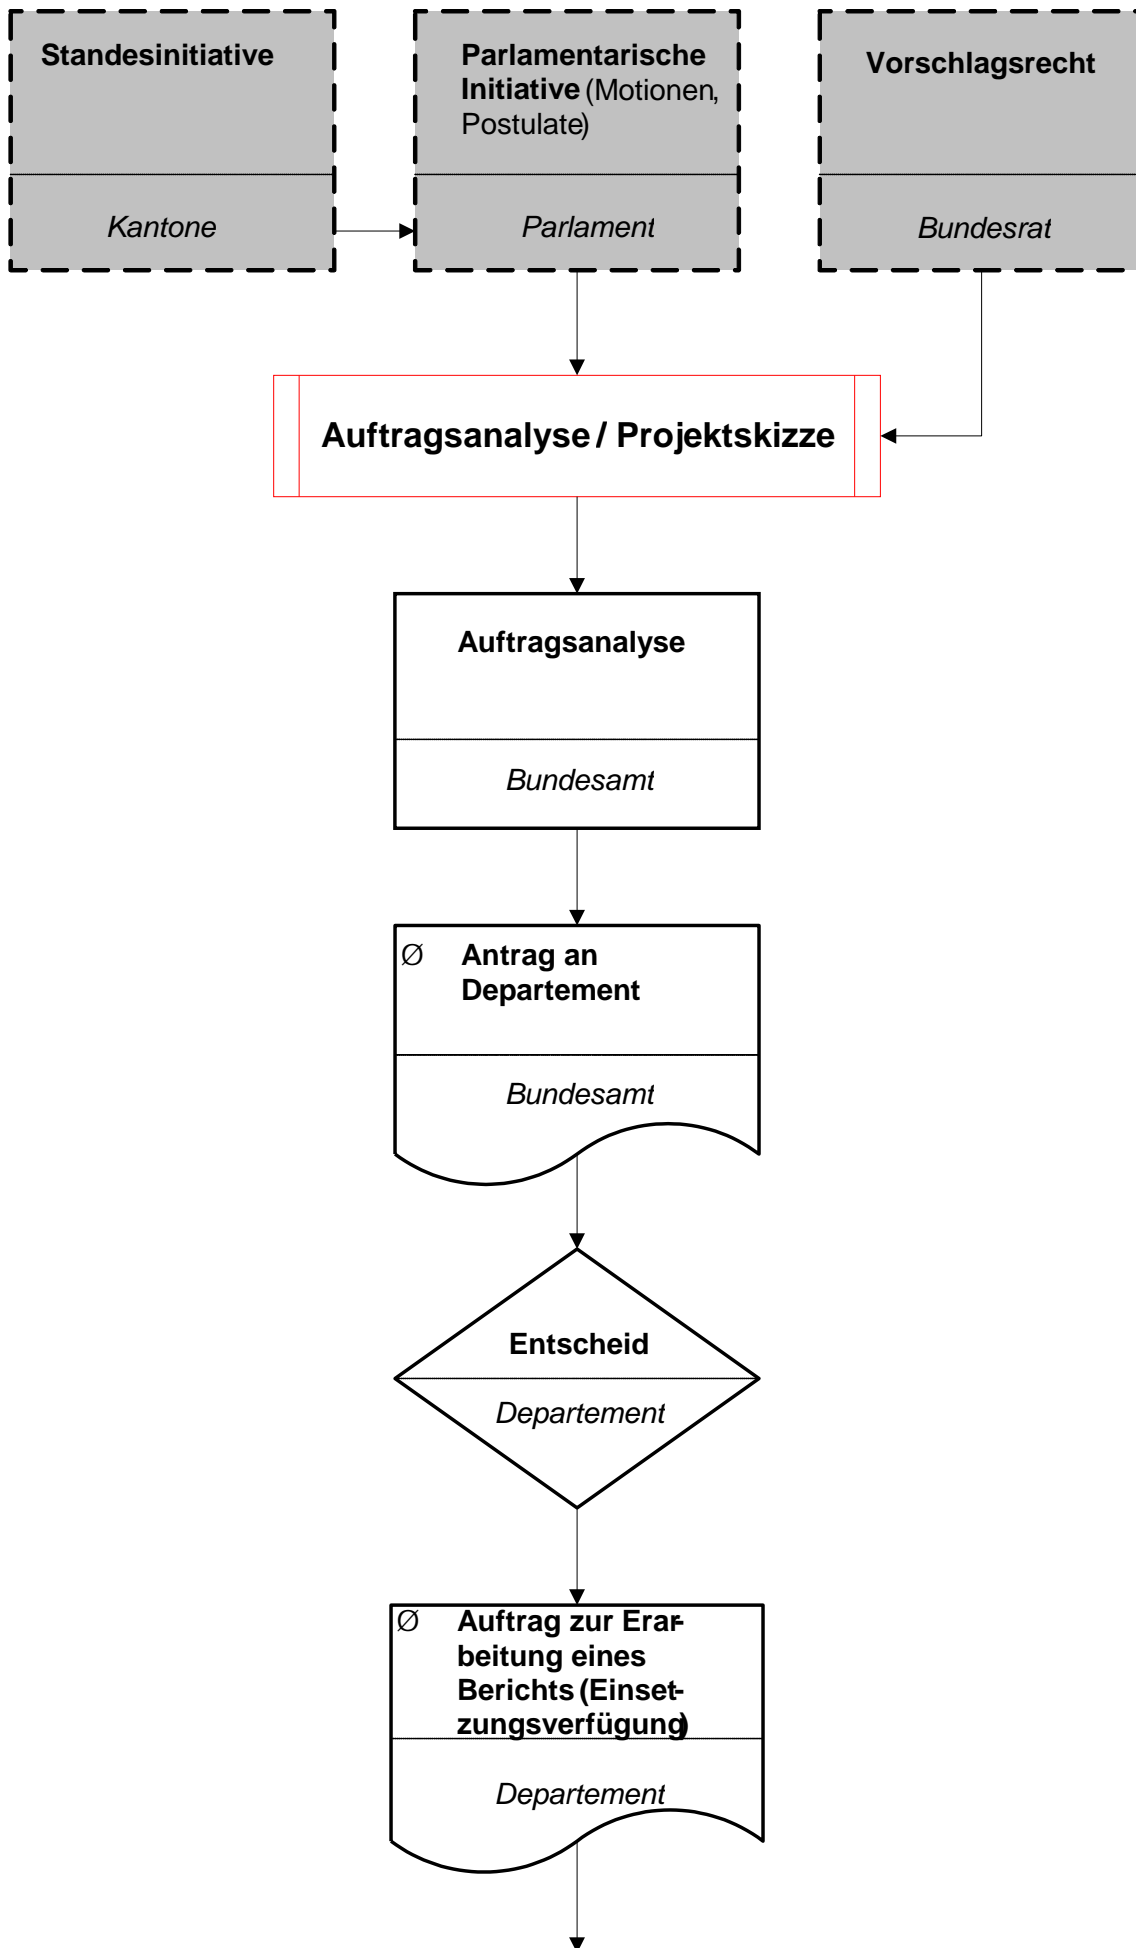 Standesinitiative
Kantone
Parlamentarische
Initiative (Motionen,
Postulate)
Parlament
Vorschlagsrecht
Bundesrat
Auftragsanalyse / Projektskizze
Auftragsanalyse
Bundesamt
Ø Antrag an
Departement
Bundesamt
Entscheid
Departement
Ø Auftrag zur Erar-
beitung eines
Berichts (Einset-
zungsverfügung)
Departement